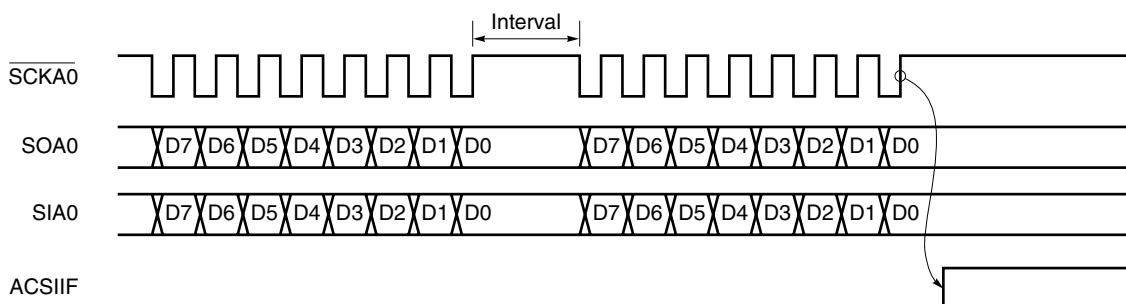 Interval
SCKA0
SOA0 D7 D6 D5 D4 D3 D2 D1 D0 D7 D6 D5 D4 D3 D2 D1 D0
SIA0 D7 D6 D5 D4 D3 D2 D1 D0 D7 D6 D5 D4 D3 D2 D1 D0
ACSIIF